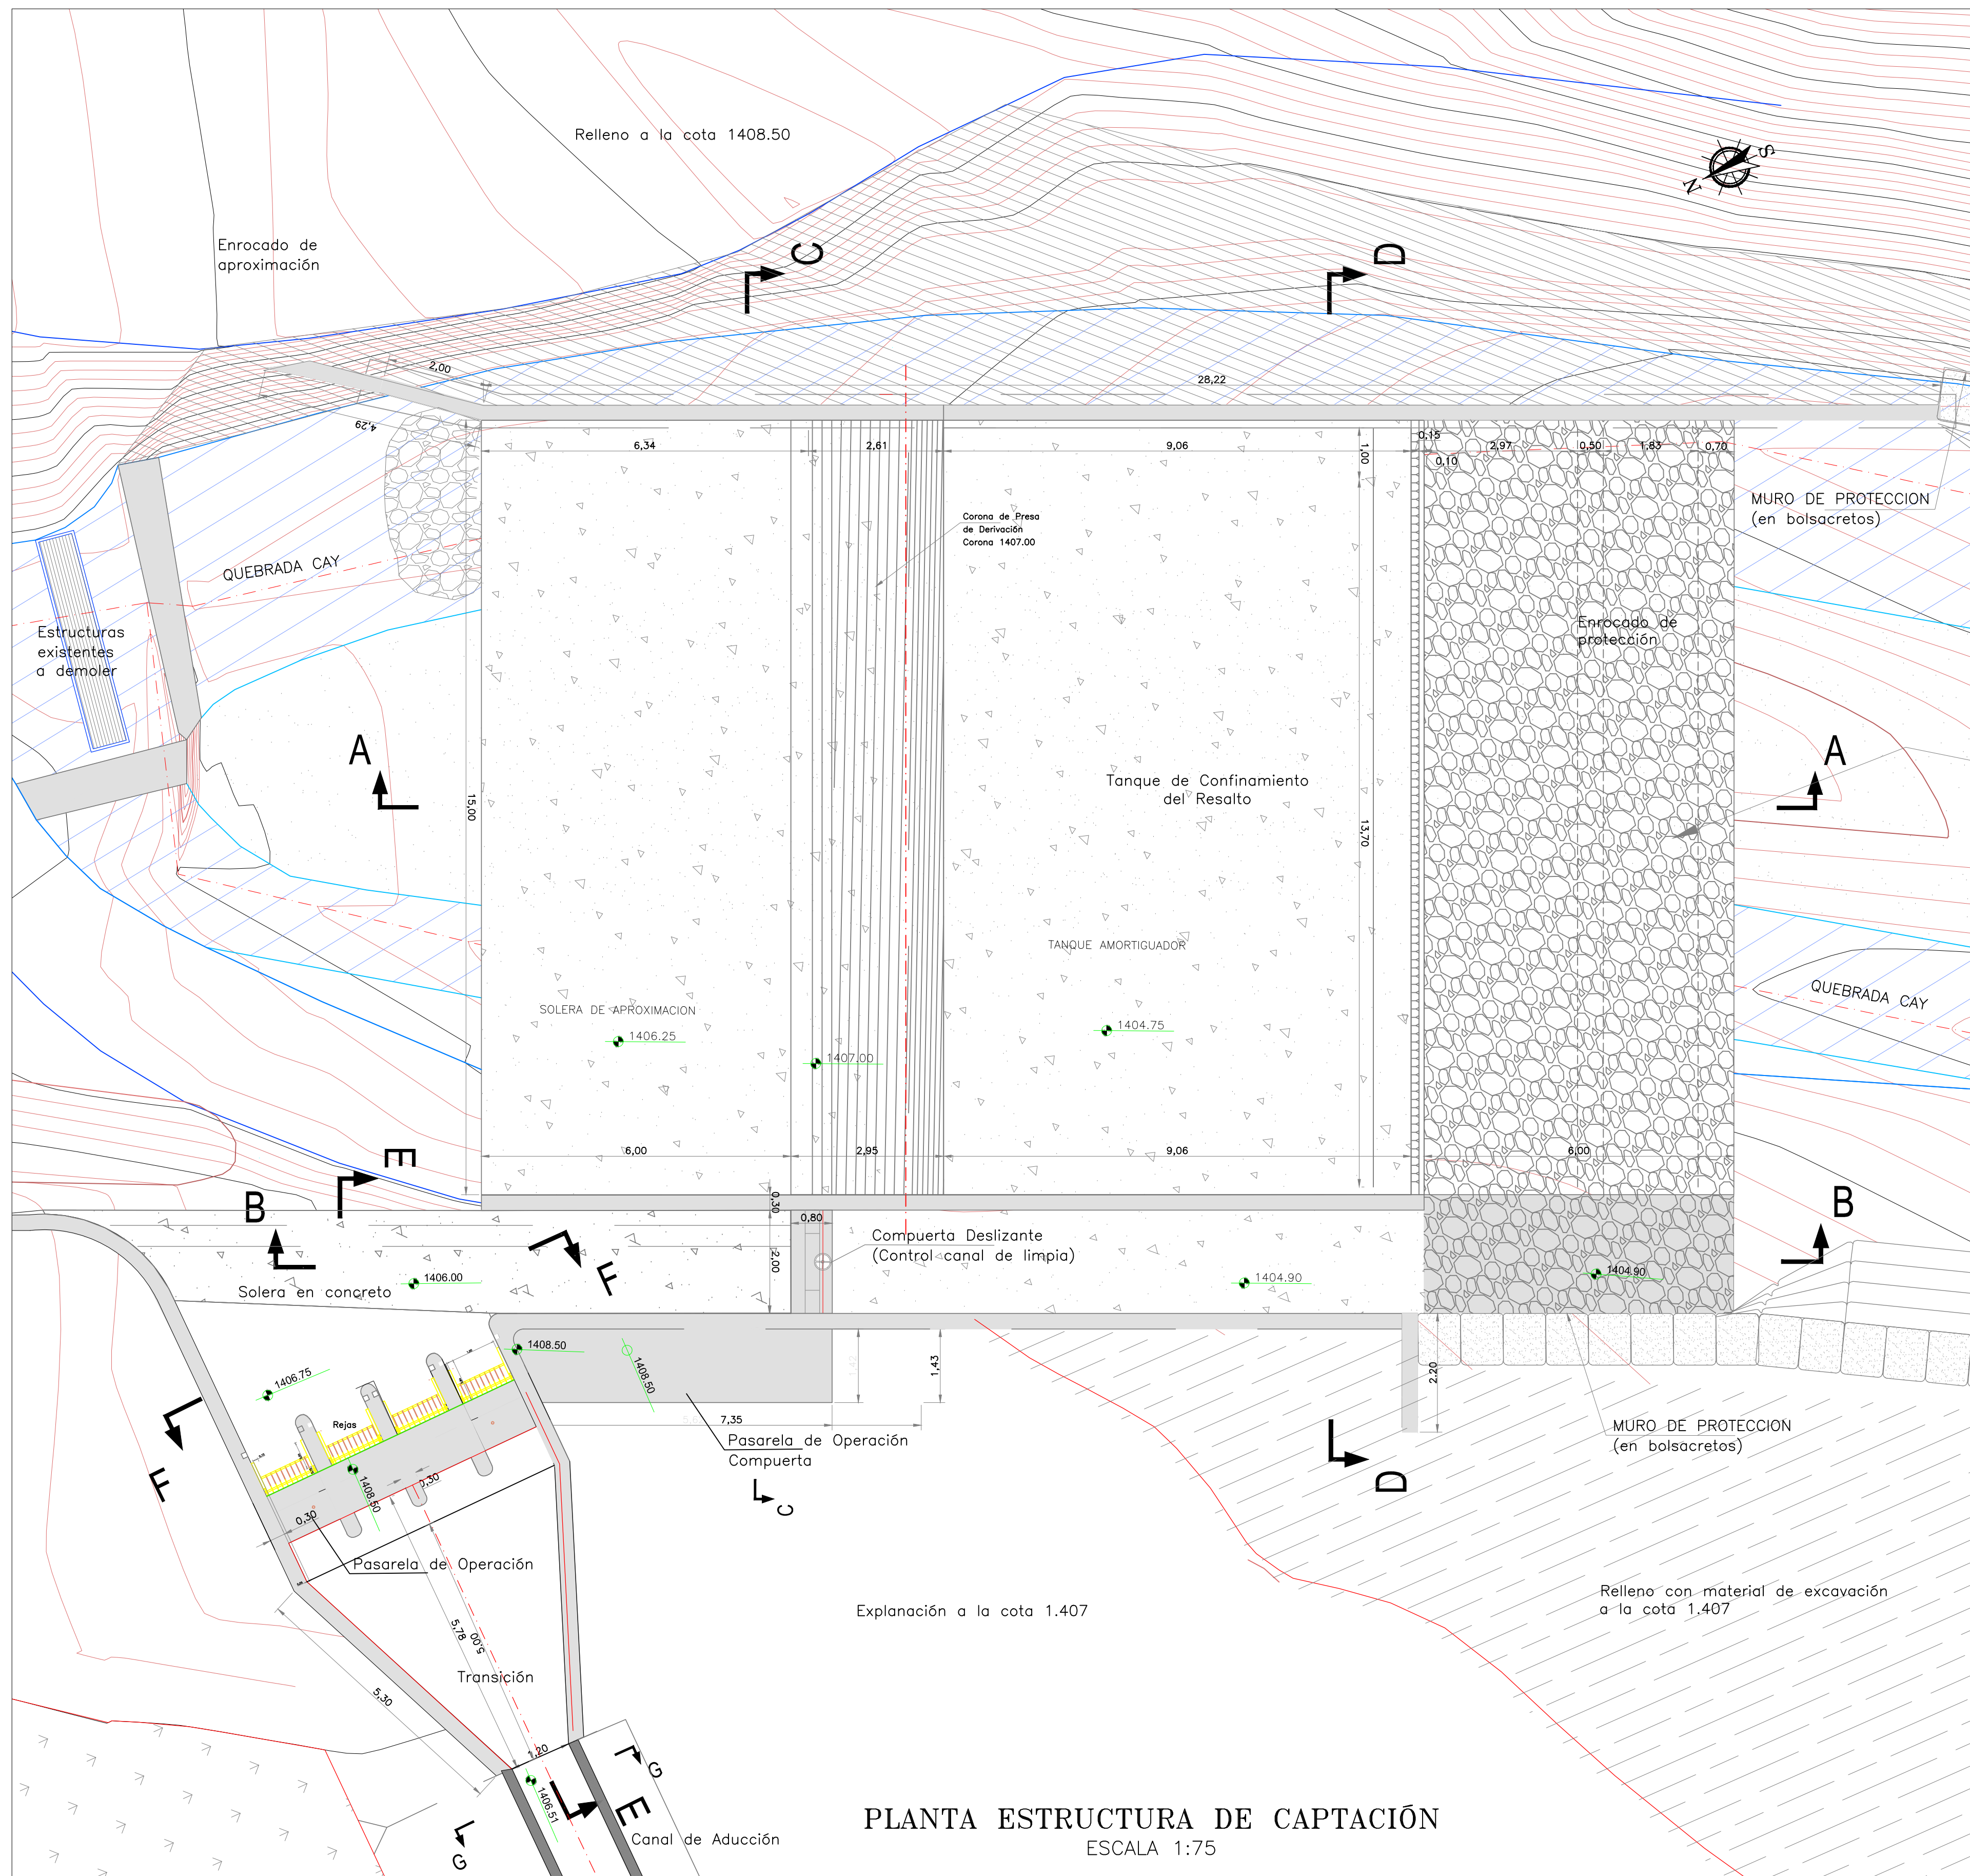 Relleno a la cota 1408.50
S
N
Enrocado de
aproximación
C
D
2,00
28,22
4,29
6,34
2,61
9,06
1,00
0,15
2,97
0,50
1,83
0,70
0,10
MURO DE PROTECCION
(en bolsacretos)
Corona de Presa
de Derivación
Corona 1407.00
QUEBRADA CAY
Estructuras
existentes
a demoler
Enrocado de
protección
A
A
15,00
Tanque de Confinamiento
del Resalto
13,70
TANQUE AMORTIGUADOR
SOLERA DE APROXIMACION
1406.25
1404.75
1407.00
QUEBRADA CAY
6,00
2,95
9,06
6,00
E
B
B
0,30
0,80
2,00
Compuerta Deslizante
(Control canal de limpia)
F
1406.00
1404.90
1404.90
Solera en concreto
1408.50
1408.50
1406.75
1,43
2,20
Rejas
7,35
Pasarela de Operación
Compuerta
MURO DE PROTECCION
(en bolsacretos)
F
1408.50
0,30
0,30
C
D
Pasarela de Operación
5,78
5,00
Explanación a la cota 1.407
Relleno con material de excavación
a la cota 1.407
Transición
5,30
1,20
G
1406.51
E
Canal de Aducción
G
PLANTA ESTRUCTURA DE CAPTACIÓN
ESCALA 1:75